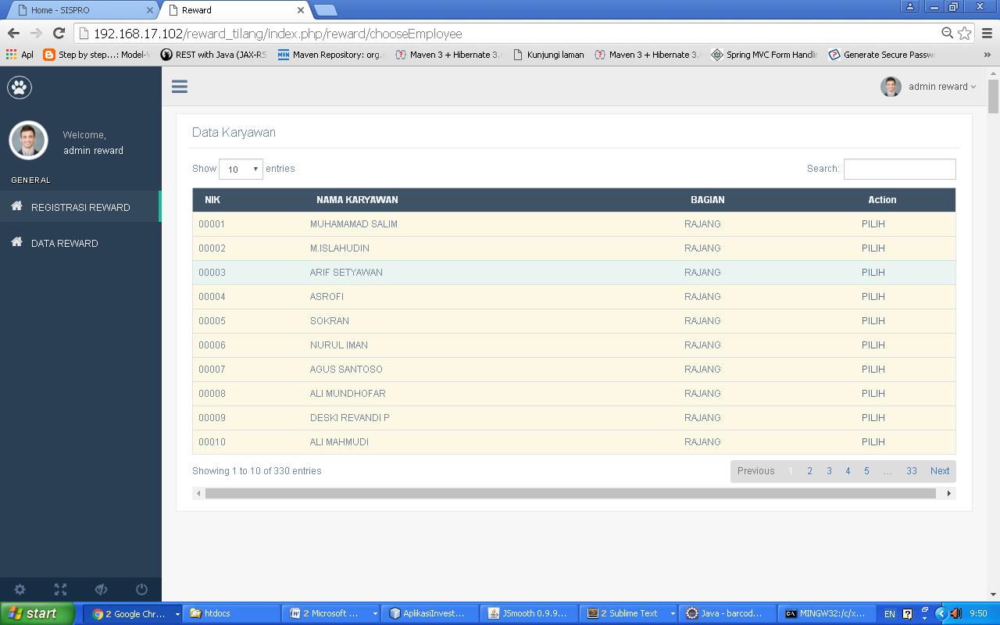 Home - SISPRO
Reward
192.168.17.102/reward_tilang/index.php/reward/chooseEmployee
Apl Step by step...: Model- REST with Java (JAX-RS Maven Repository: org. Maven 3 + Hibernate 3. Kunjungi laman Maven 3 + Hibernate 3. Spring MVC Form Handlin Generate Secure Passw
admin reward
Welcome,
admin reward
GENERAL
REGISTRASI REWARD
DATA REWARD
Data Karyawan
Show 10 entries Search:
NIK NAMA KARYAWAN BAGIAN Action
00001 MUHAMAMAD SALIM RAJANG PILIH
00002 M.ISLAHUDIN RAJANG PILIH
00003 ARIF SETYAWAN RAJANG PILIH
00004 ASROFI RAJANG PILIH
00005 SOKRAN RAJANG PILIH
00006 NURUL IMAN RAJANG PILIH
00007 AGUS SANTOSO RAJANG PILIH
00008 ALI MUNDHOFAR RAJANG PILIH
00009 DESKI REVANDI P RAJANG PILIH
00010 ALI MAHMUDI RAJANG PILIH
Showing 1 to 10 of 330 entries Previous 1 2 3 4 5 ... 33 Next
start 2 Google Chr... htdocs 2 Microsoft ... AplikasiInvest... JSmooth 0.9.9... 2 Sublime Text Java - barcod... MINGW32:/c/x... EN 9:50